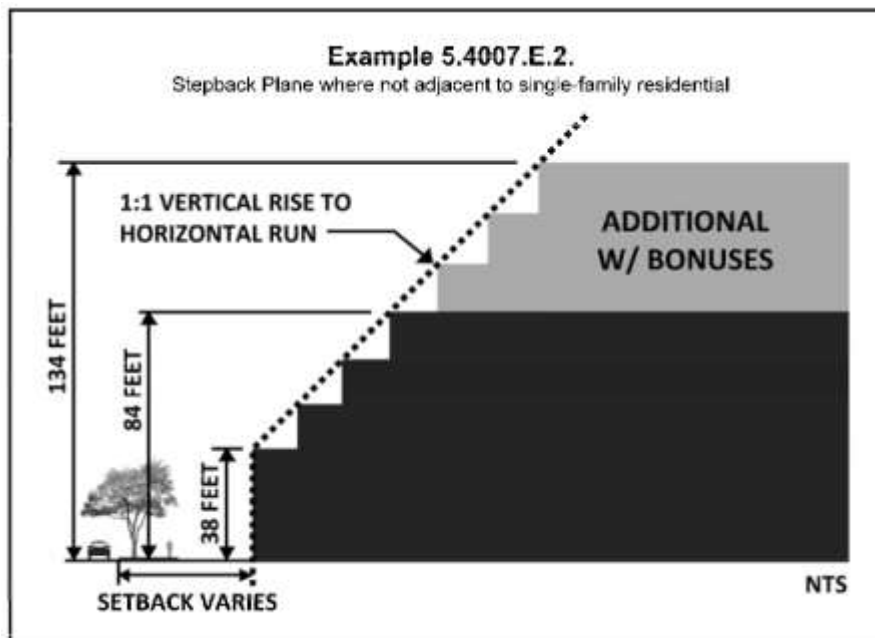 Example 5.4007.E.2.
Stepback Plane where not adjacent to single-family residential
1:1 VERTICAL RISE TO
HORIZONTAL RUN
ADDITIONAL
W/ BONUSES
134 FEET
84 FEET
38 FEET
SETBACK VARIES
NTS